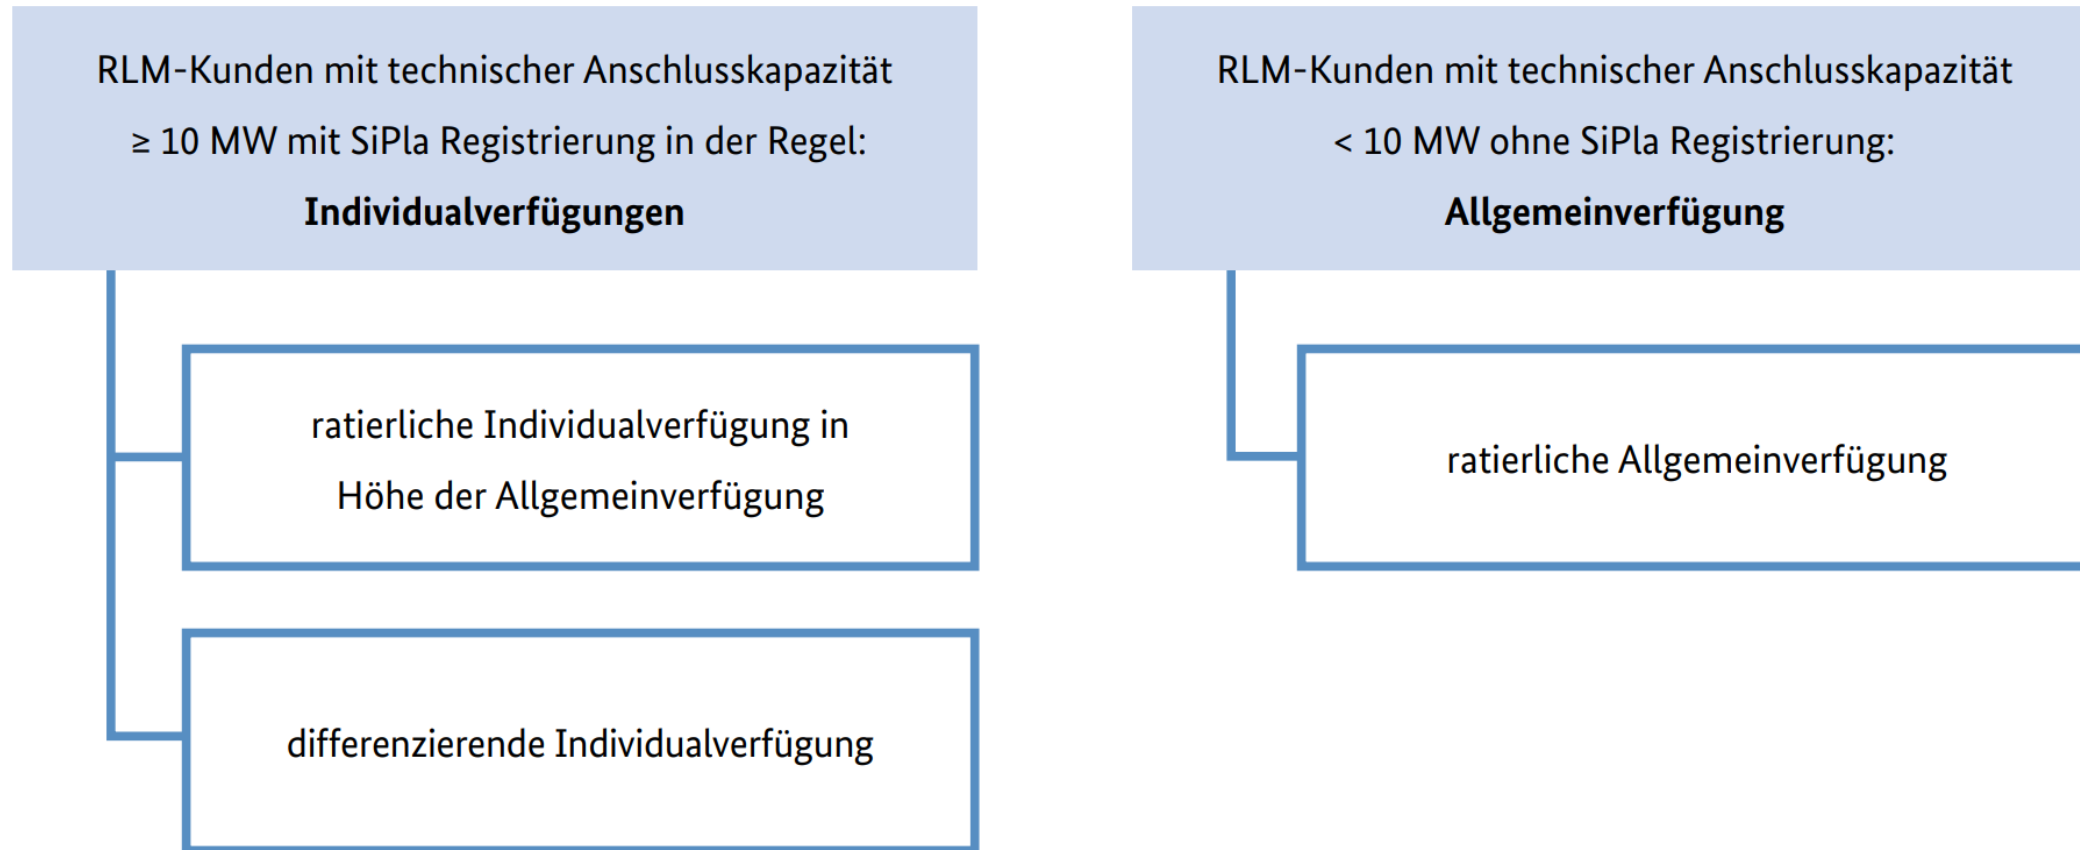 RLM-Kunden mit technischer Anschlusskapazität
≥ 10 MW mit SiPla Registrierung in der Regel:
Individualverfügungen
ratierliche Individualverfügung in
Höhe der Allgemeinverfügung
differenzierende Individualverfügung
RLM-Kunden mit technischer Anschlusskapazität
< 10 MW ohne SiPla Registrierung:
Allgemeinverfügung
ratierliche Allgemeinverfügung